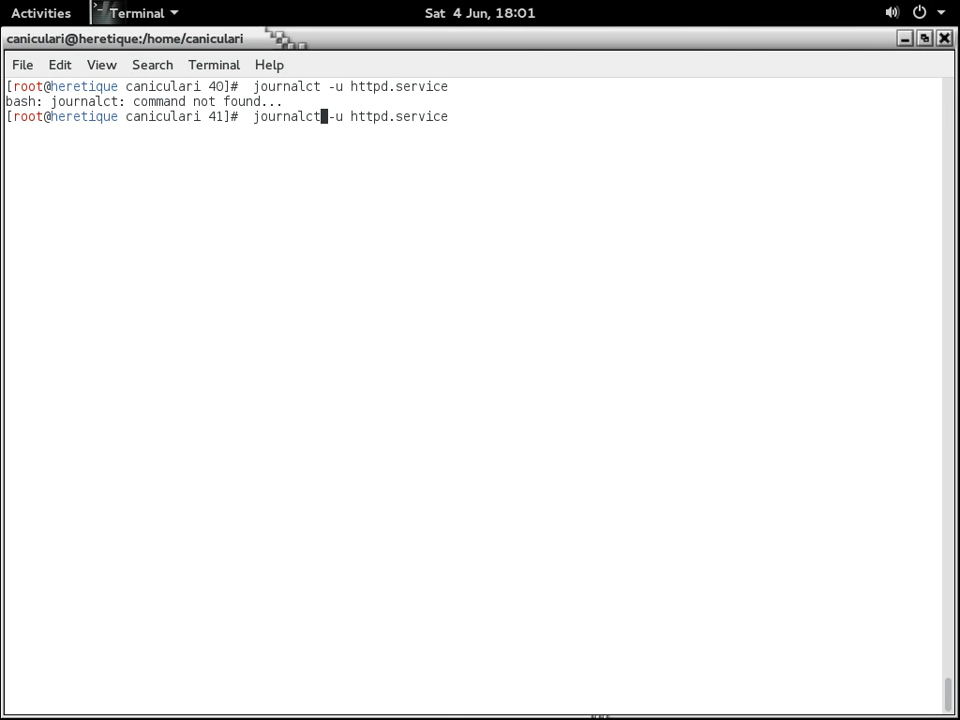 Activities Terminal Sat 4 Jun, 18:01
caniculari@heretique:/home/caniculari
File Edit View Search Terminal Help
[root@heretique caniculari 40]#  journalct -u httpd.service
bash: journalct: command not found...
[root@heretique caniculari 41]#  journalct -u httpd.service